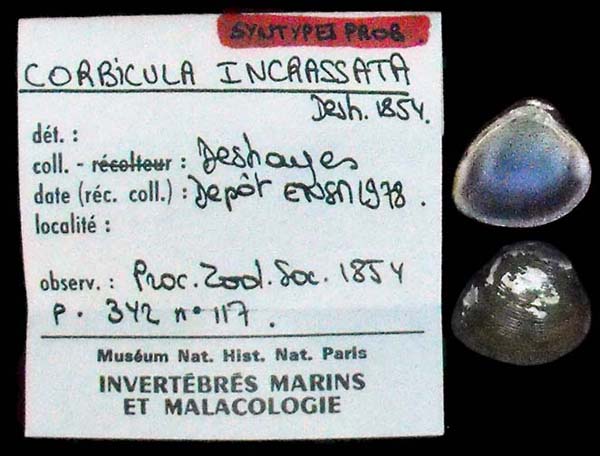 SYNTYPES PROB.
CORBICULA INCRASSATA
Desh. 1854.
dét. :
coll. - récolteur : Deshayes
date (réc. coll.) : Depôt ENSM 1978.
localité :
observ. : Proc. Zool. Soc. 1854
p. 342 n° 117.
Muséum Nat. Hist. Nat. Paris
INVERTÉBRÉS MARINS
ET MALACOLOGIE